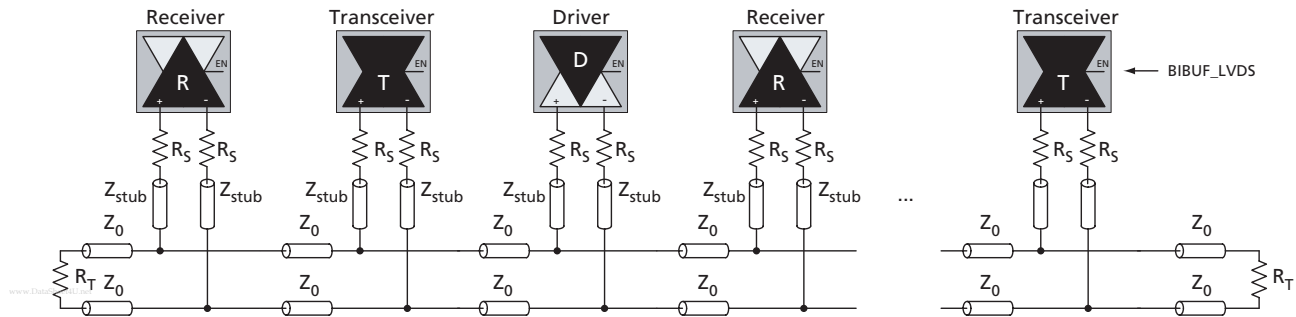 Receiver Transceiver Driver Receiver Transceiver
EN EN EN EN EN
R T D R T
BIBUF_LVDS
+ - + - + - + - + -
RS RS RS RS RS RS RS RS RS RS
Zstub Zstub Zstub Zstub Zstub Zstub Zstub Zstub
...
Z0 Z0 Z0 Z0 Z0 Z0
RT RT
Z0 Z0 Z0 Z0 Z0 Z0